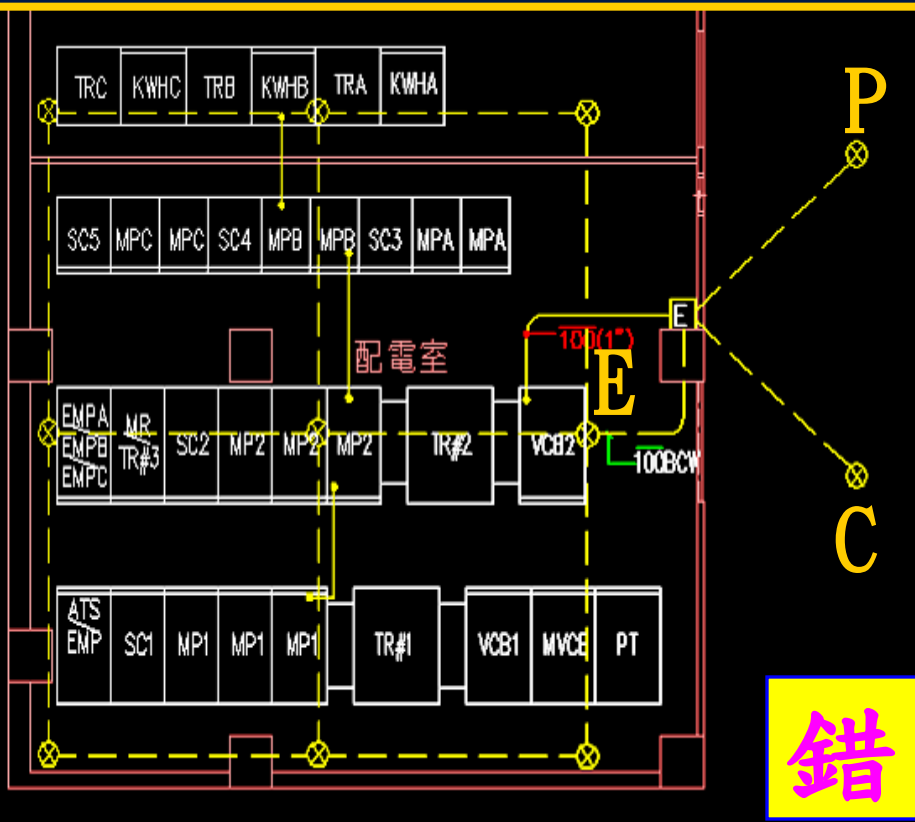 TRC KWHC TRB KWHB TRA KWHA
P
SC5 MPC MPC SC4 MPB MPB SC3 MPA MPA
E
配電室
100(1")
E
EMPA
EMPB
EMPC
MR
TR#3
SC2 MP2 MP2 MP2 TR#2 VCB2
100BCW
C
ATS
EMP
SC1 MP1 MP1 MP1 TR#1 VCB1 MVCB PT
錯